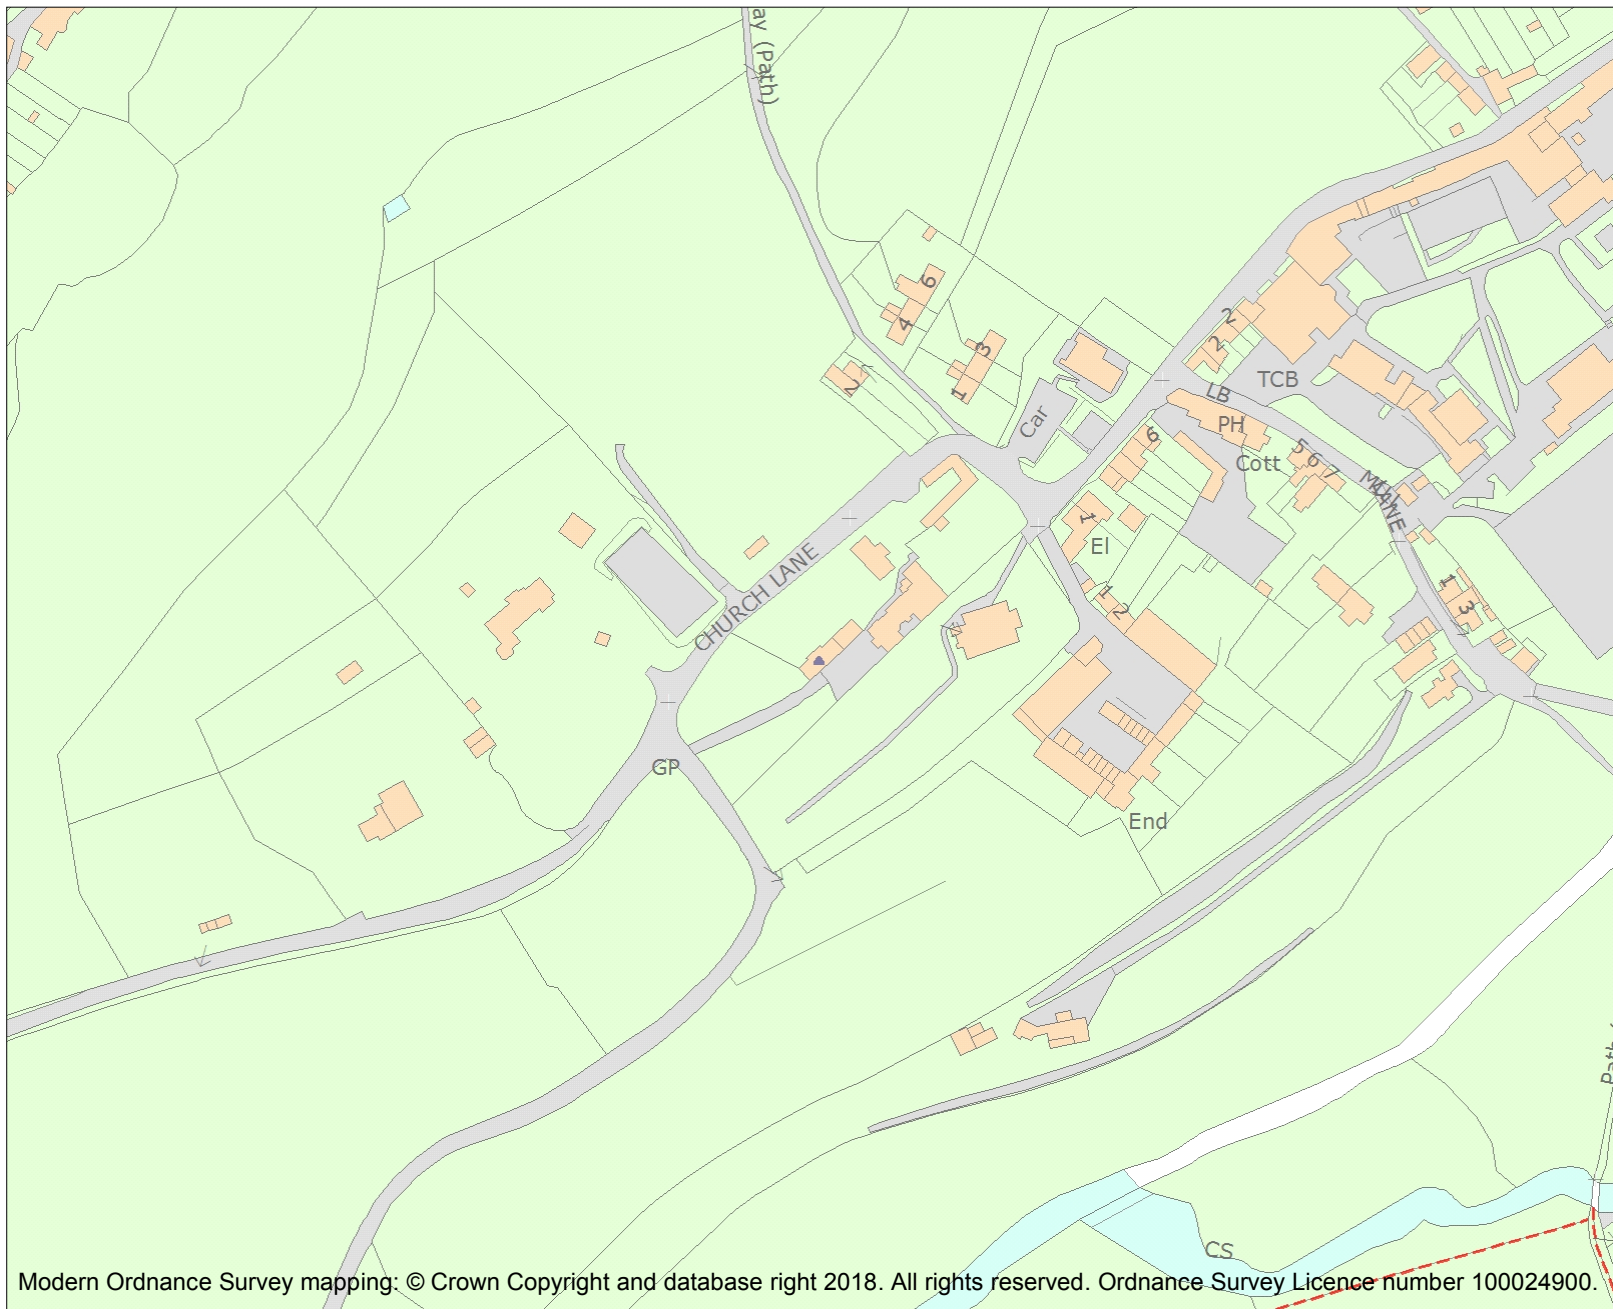 ay (Path)
6
4
3
1
2
2
2
TCB
LB
PH
Car
6
Cott
5 6 7
LANE
1
El
CHURCH LANE
1 2
1
3
GP
End
CS
Modern Ordnance Survey mapping: © Crown Copyright and database right 2018. All rights reserved. Ordnance Survey Licence number 100024900.